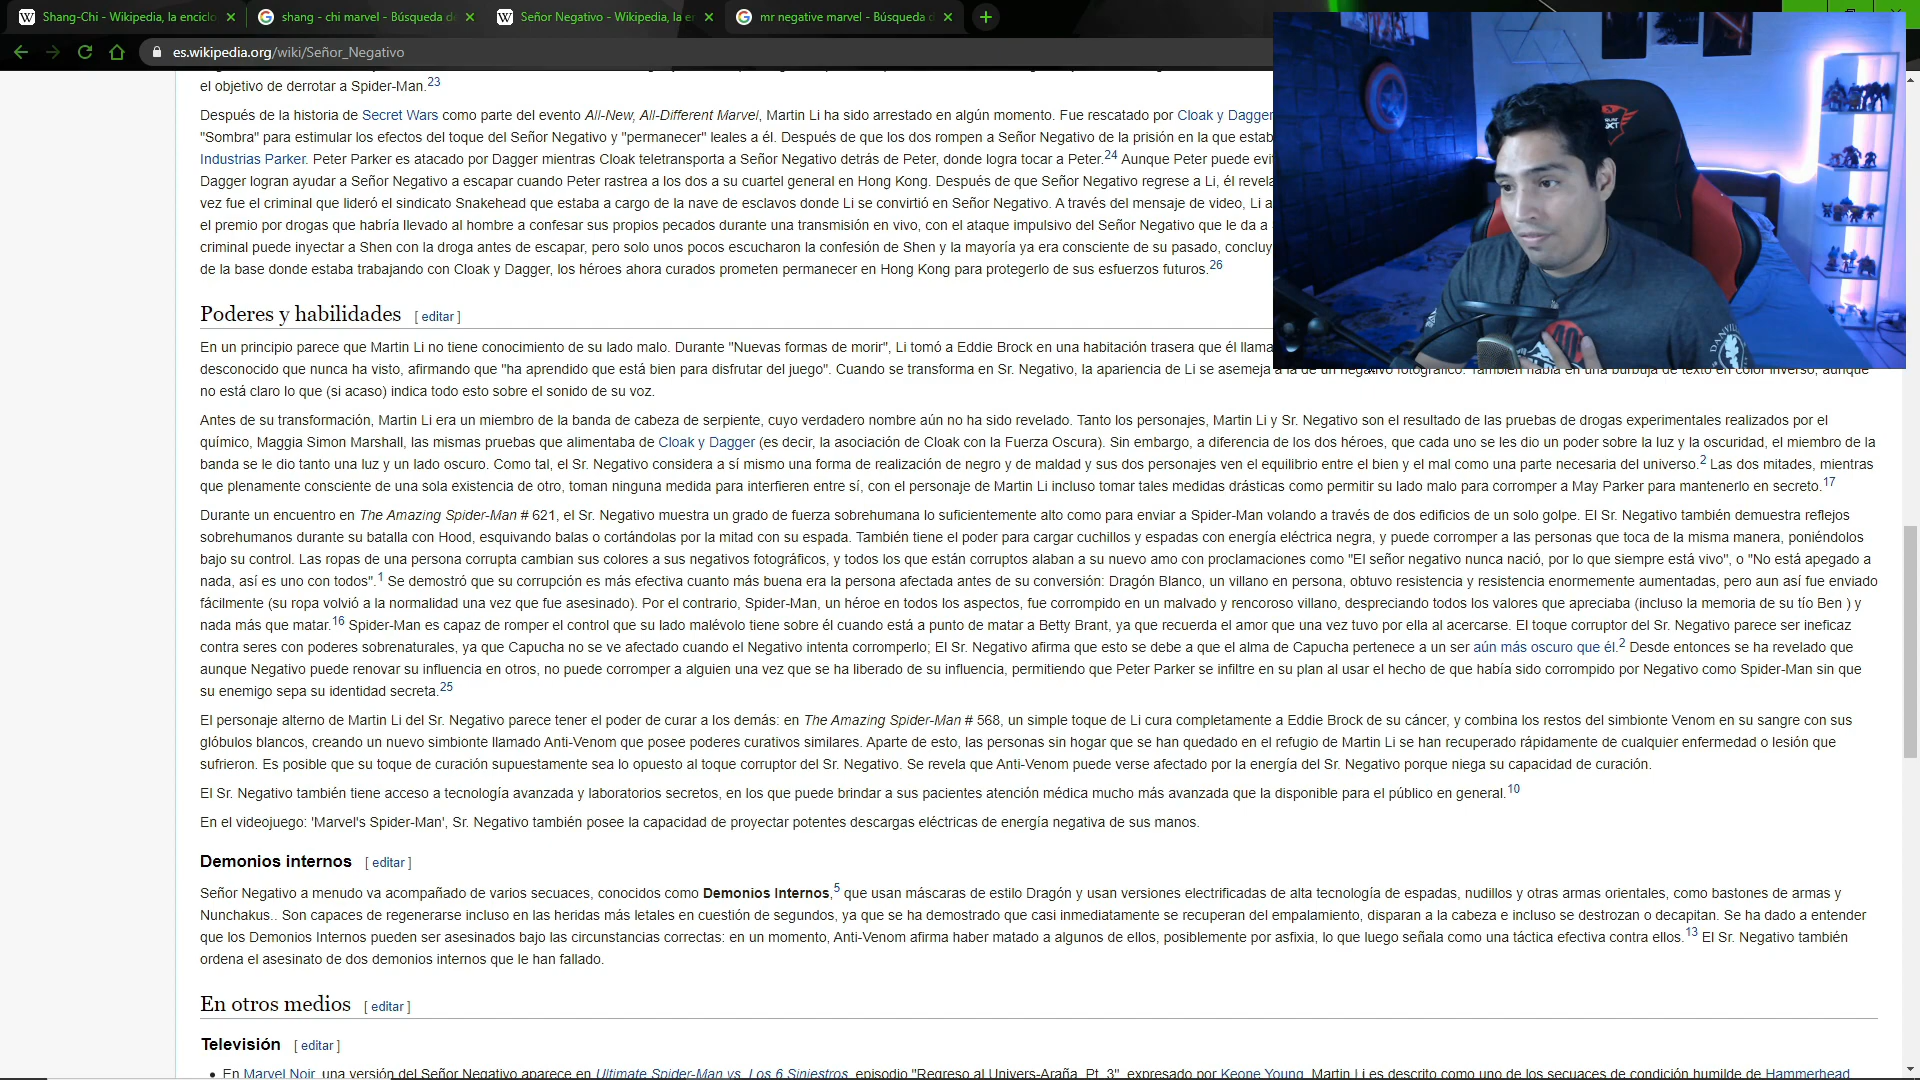 Shang-Chi - Wikipedia, la enciclo
shang - chi marvel - Búsqueda de
Señor Negativo - Wikipedia, la en
mr negative marvel - Búsqueda d
es.wikipedia.org/wiki/Señor_Negativo
el objetivo de derrotar a Spider-Man.23
Después de la historia de Secret Wars como parte del evento All-New, All-Different Marvel, Martin Li ha sido arrestado en algún momento. Fue rescatado por Cloak y Dagger
"Sombra" para estimular los efectos del toque del Señor Negativo y "permanecer" leales a él. Después de que los dos rompen a Señor Negativo de la prisión en la que estab
Industrias Parker. Peter Parker es atacado por Dagger mientras Cloak teletransporta a Señor Negativo detrás de Peter, donde logra tocar a Peter.24 Aunque Peter puede evi
Dagger logran ayudar a Señor Negativo a escapar cuando Peter rastrea a los dos a su cuartel general en Hong Kong. Después de que Señor Negativo regrese a Li, él revela
vez fue el criminal que lideró el sindicato Snakehead que estaba a cargo de la nave de esclavos donde Li se convirtió en Señor Negativo. A través del mensaje de video, Li a
el premio por drogas que habría llevado al hombre a confesar sus propios pecados durante una transmisión en vivo, con el ataque impulsivo del Señor Negativo que le da a
criminal puede inyectar a Shen con la droga antes de escapar, pero solo unos pocos escucharon la confesión de Shen y la mayoría ya era consciente de su pasado, concluy
de la base donde estaba trabajando con Cloak y Dagger, los héroes ahora curados prometen permanecer en Hong Kong para protegerlo de sus esfuerzos futuros.26
Poderes y habilidades [ editar ]
En un principio parece que Martin Li no tiene conocimiento de su lado malo. Durante "Nuevas formas de morir", Li tomó a Eddie Brock en una habitación trasera que él llama
desconocido que nunca ha visto, afirmando que "ha aprendido que está bien para disfrutar del juego". Cuando se transforma en Sr. Negativo, la apariencia de Li se asemeja a la de un negativo fotográfico. También habla en una burbuja de texto en color inverso, aunque
no está claro lo que (si acaso) indica todo esto sobre el sonido de su voz.
Antes de su transformación, Martin Li era un miembro de la banda de cabeza de serpiente, cuyo verdadero nombre aún no ha sido revelado. Tanto los personajes, Martin Li y Sr. Negativo son el resultado de las pruebas de drogas experimentales realizados por el
químico, Maggia Simon Marshall, las mismas pruebas que alimentaba de Cloak y Dagger (es decir, la asociación de Cloak con la Fuerza Oscura). Sin embargo, a diferencia de los dos héroes, que cada uno se les dio un poder sobre la luz y la oscuridad, el miembro de la
banda se le dio tanto una luz y un lado oscuro. Como tal, el Sr. Negativo considera a sí mismo una forma de realización de negro y de maldad y sus dos personajes ven el equilibrio entre el bien y el mal como una parte necesaria del universo.2 Las dos mitades, mientras
que plenamente consciente de una sola existencia de otro, toman ninguna medida para interfieren entre sí, con el personaje de Martin Li incluso tomar tales medidas drásticas como permitir su lado malo para corromper a May Parker para mantenerlo en secreto.17
Durante un encuentro en The Amazing Spider-Man # 621, el Sr. Negativo muestra un grado de fuerza sobrehumana lo suficientemente alto como para enviar a Spider-Man volando a través de dos edificios de un solo golpe. El Sr. Negativo también demuestra reflejos
sobrehumanos durante su batalla con Hood, esquivando balas o cortándolas por la mitad con su espada. También tiene el poder para cargar cuchillos y espadas con energía eléctrica negra, y puede corromper a las personas que toca de la misma manera, poniéndolos
bajo su control. Las ropas de una persona corrupta cambian sus colores a sus negativos fotográficos, y todos los que están corruptos alaban a su nuevo amo con proclamaciones como "El señor negativo nunca nació, por lo que siempre está vivo", o "No está apegado a
nada, así es uno con todos".1 Se demostró que su corrupción es más efectiva cuanto más buena era la persona afectada antes de su conversión: Dragón Blanco, un villano en persona, obtuvo resistencia y resistencia enormemente aumentadas, pero aun así fue enviado
fácilmente (su ropa volvió a la normalidad una vez que fue asesinado). Por el contrario, Spider-Man, un héroe en todos los aspectos, fue corrompido en un malvado y rencoroso villano, despreciando todos los valores que apreciaba (incluso la memoria de su tío Ben ) y
nada más que matar.16 Spider-Man es capaz de romper el control que su lado malévolo tiene sobre él cuando está a punto de matar a Betty Brant, ya que recuerda el amor que una vez tuvo por ella al acercarse. El toque corruptor del Sr. Negativo parece ser ineficaz
contra seres con poderes sobrenaturales, ya que Capucha no se ve afectado cuando el Negativo intenta corromperlo; El Sr. Negativo afirma que esto se debe a que el alma de Capucha pertenece a un ser aún más oscuro que él.2 Desde entonces se ha revelado que
aunque Negativo puede renovar su influencia en otros, no puede corromper a alguien una vez que se ha liberado de su influencia, permitiendo que Peter Parker se infiltre en su plan al usar el hecho de que había sido corrompido por Negativo como Spider-Man sin que
su enemigo sepa su identidad secreta.25
El personaje alterno de Martin Li del Sr. Negativo parece tener el poder de curar a los demás: en The Amazing Spider-Man # 568, un simple toque de Li cura completamente a Eddie Brock de su cáncer, y combina los restos del simbionte Venom en su sangre con sus
glóbulos blancos, creando un nuevo simbionte llamado Anti-Venom que posee poderes curativos similares. Aparte de esto, las personas sin hogar que se han quedado en el refugio de Martin Li se han recuperado rápidamente de cualquier enfermedad o lesión que
sufrieron. Es posible que su toque de curación supuestamente sea lo opuesto al toque corruptor del Sr. Negativo. Se revela que Anti-Venom puede verse afectado por la energía del Sr. Negativo porque niega su capacidad de curación.
El Sr. Negativo también tiene acceso a tecnología avanzada y laboratorios secretos, en los que puede brindar a sus pacientes atención médica mucho más avanzada que la disponible para el público en general.10
En el videojuego: 'Marvel's Spider-Man', Sr. Negativo también posee la capacidad de proyectar potentes descargas eléctricas de energía negativa de sus manos.
Demonios internos [ editar ]
Señor Negativo a menudo va acompañado de varios secuaces, conocidos como Demonios Internos,5 que usan máscaras de estilo Dragón y usan versiones electrificadas de alta tecnología de espadas, nudillos y otras armas orientales, como bastones de armas y
Nunchakus.. Son capaces de regenerarse incluso en las heridas más letales en cuestión de segundos, ya que se ha demostrado que casi inmediatamente se recuperan del empalamiento, disparan a la cabeza e incluso se destrozan o decapitan. Se ha dado a entender
que los Demonios Internos pueden ser asesinados bajo las circunstancias correctas: en un momento, Anti-Venom afirma haber matado a algunos de ellos, posiblemente por asfixia, lo que luego señala como una táctica efectiva contra ellos.13 El Sr. Negativo también
ordena el asesinato de dos demonios internos que le han fallado.
En otros medios [ editar ]
Televisión [ editar ]
En Marvel Noir, una versión del Señor Negativo aparece en Ultimate Spider-Man vs. Los 6 Siniestros, episodio "Regreso al Univers-Araña, Pt. 3", expresado por Keone Young. Martin Li es descrito como uno de los secuaces de condición humilde de Hammerhead